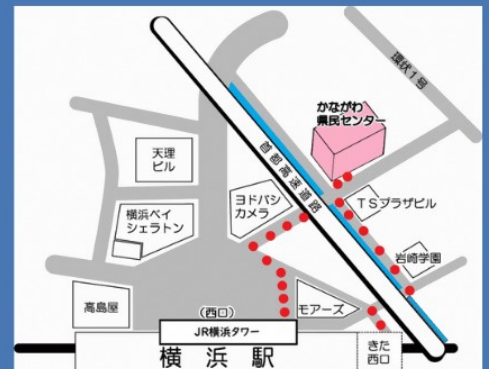 環状1号
かながわ
県民センター
首都高速道路
天理
ビル
ヨドバシ
カメラ
TSプラザビル
横浜ベイ
シェラトン
岩崎学園
高島屋
(西口)
モアーズ
JR横浜タワー
横浜駅
きた
西口